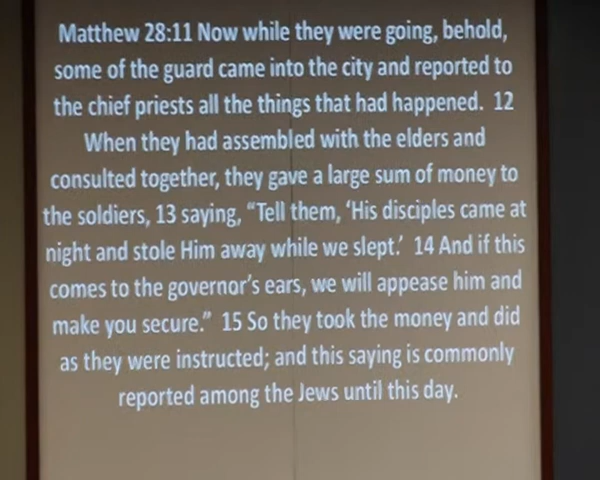 Matthew 28:11 Now while they were going, behold,
some of the guard came into the city and reported to
the chief priests all the things that had happened.  12
When they had assembled with the elders and
consulted together, they gave a large sum of money to
the soldiers, 13 saying, “Tell them, ‘His disciples came at
night and stole Him away while we slept.’  14 And if this
comes to the governor’s ears, we will appease him and
make you secure.”  15 So they took the money and did
as they were instructed; and this saying is commonly
reported among the Jews until this day.